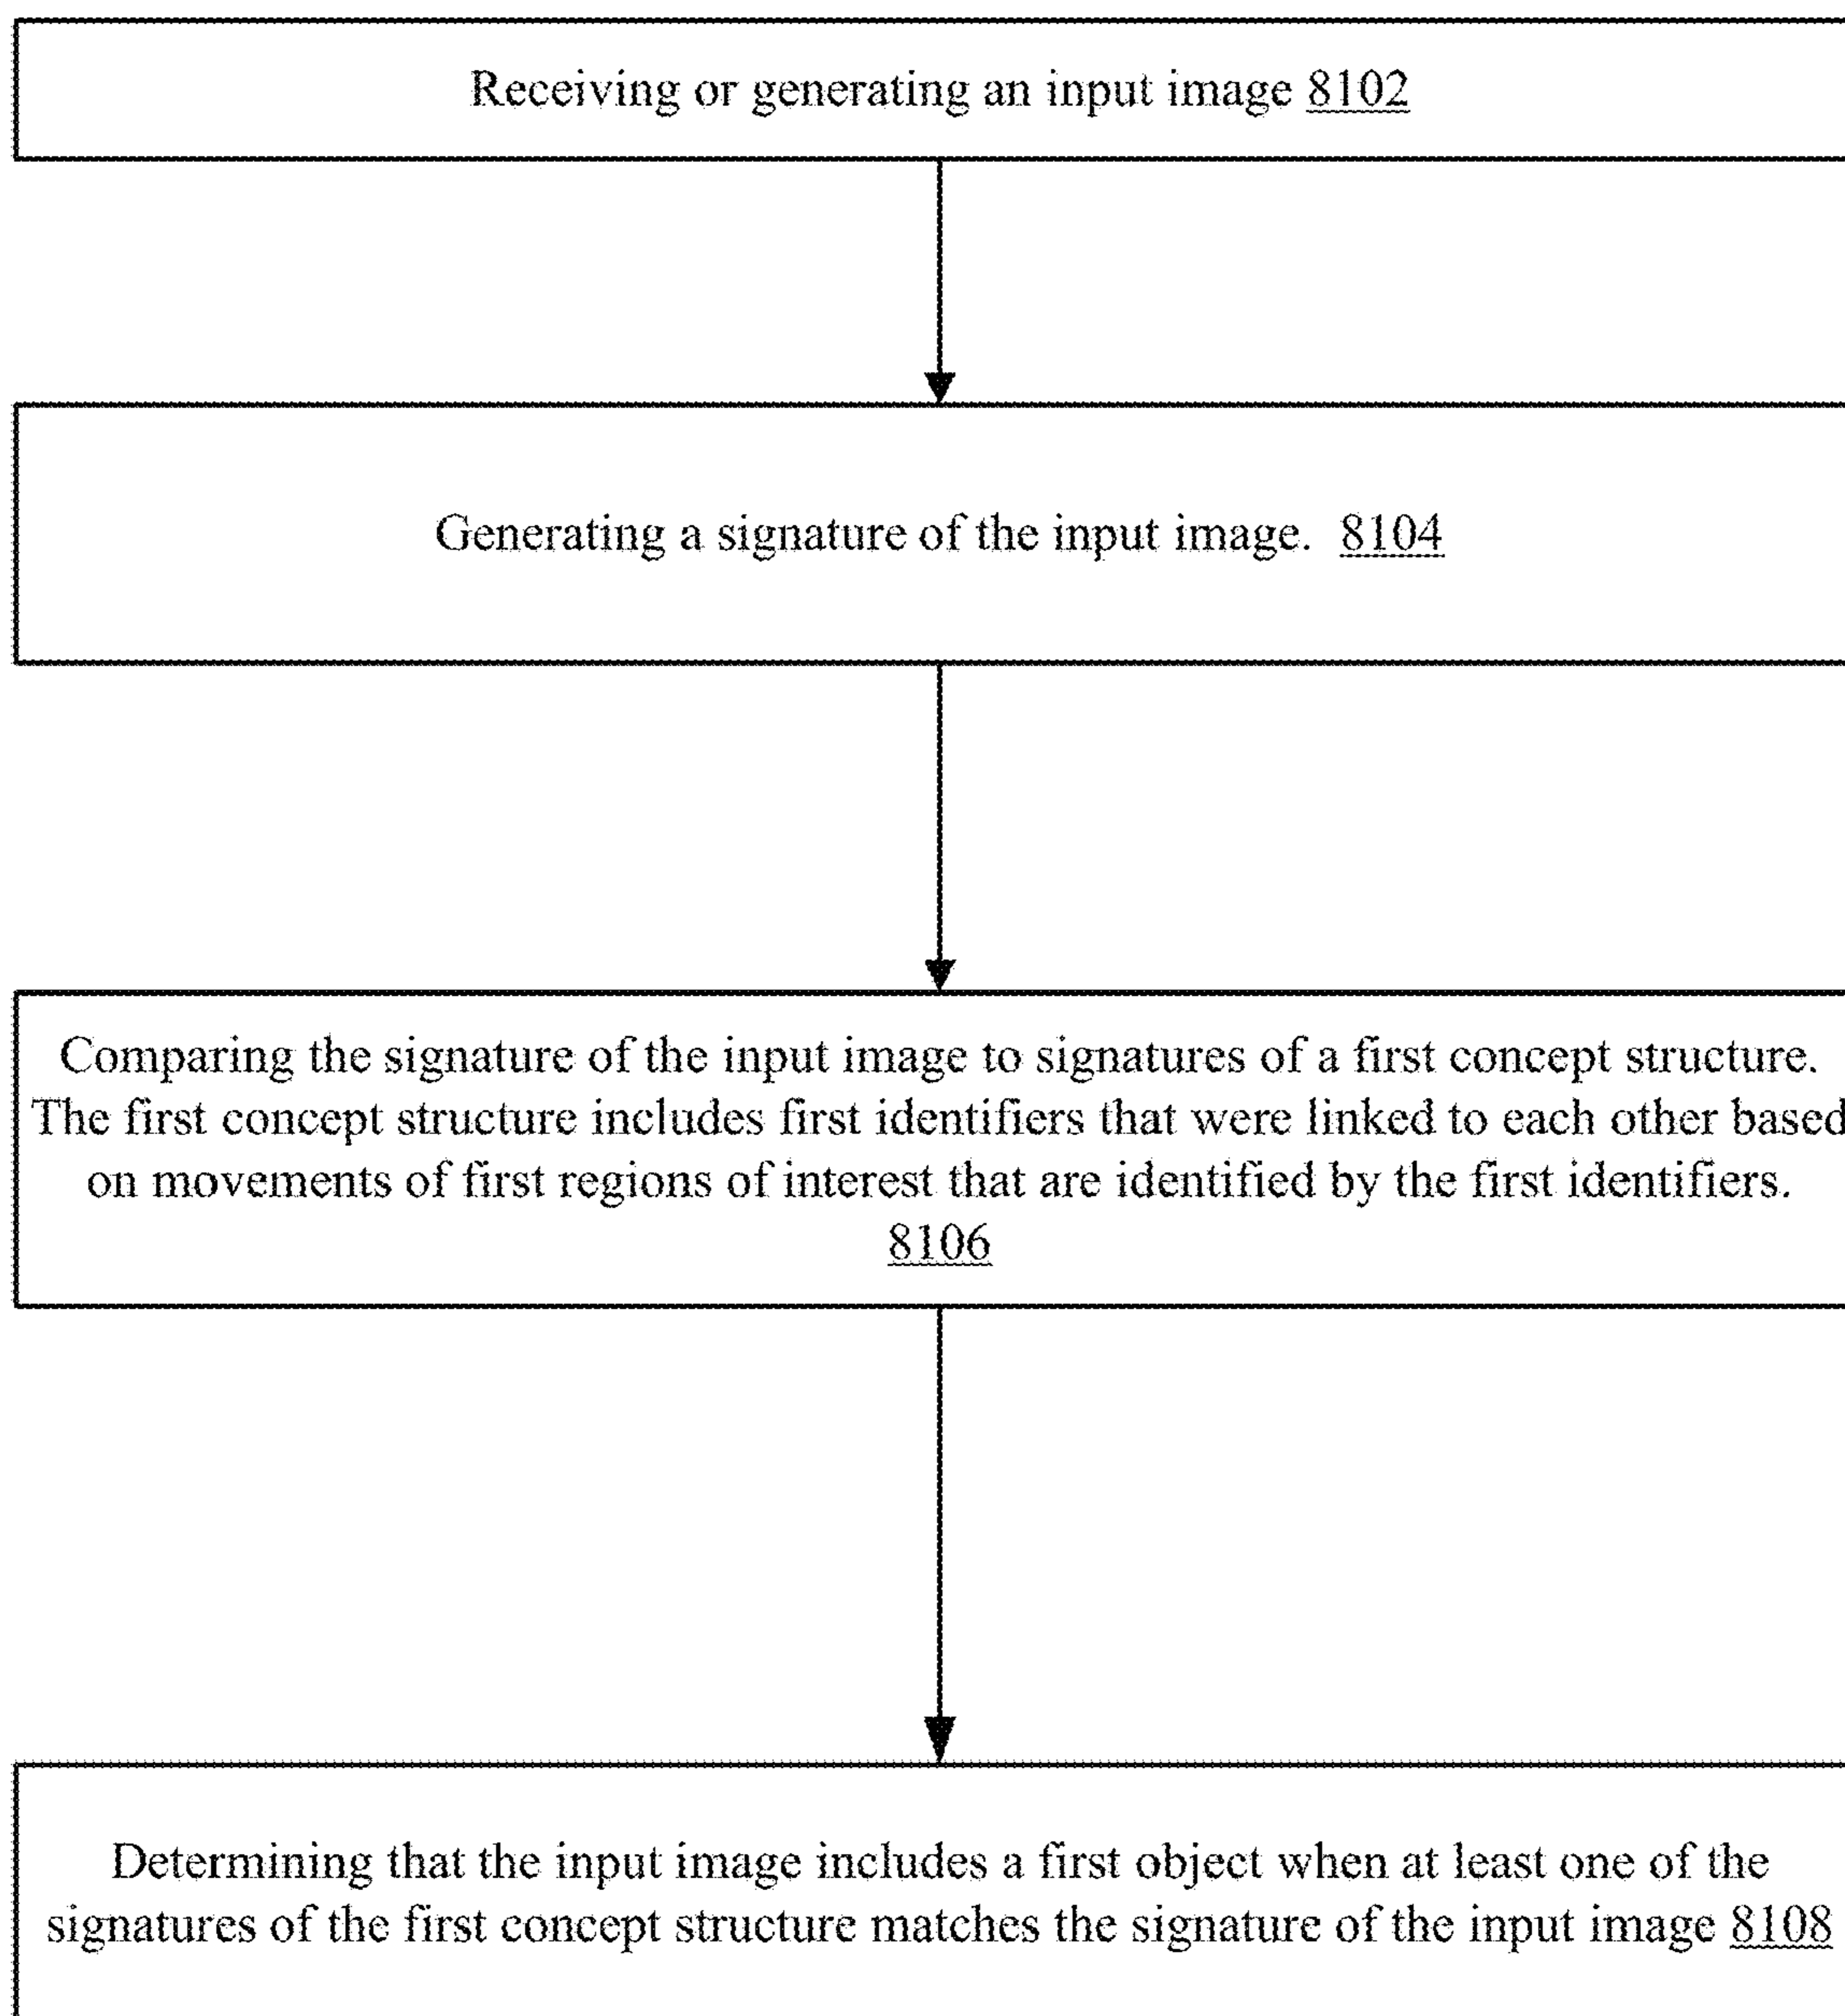 Receiving or generating an input image 8102
Generating a signature of the input image. 8104
Comparing the signature of the input image to signatures of a first concept structure.
The first concept structure includes first identifiers that were linked to each other based
on movements of first regions of interest that are identified by the first identifiers.
8106
Determining that the input image includes a first object when at least one of the
signatures of the first concept structure matches the signature of the input image 8108